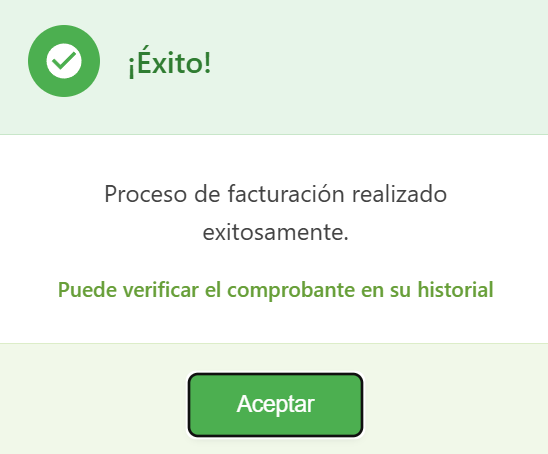 ¡Éxito!
Proceso de facturación realizado
exitosamente.
Puede verificar el comprobante en su historial
Aceptar